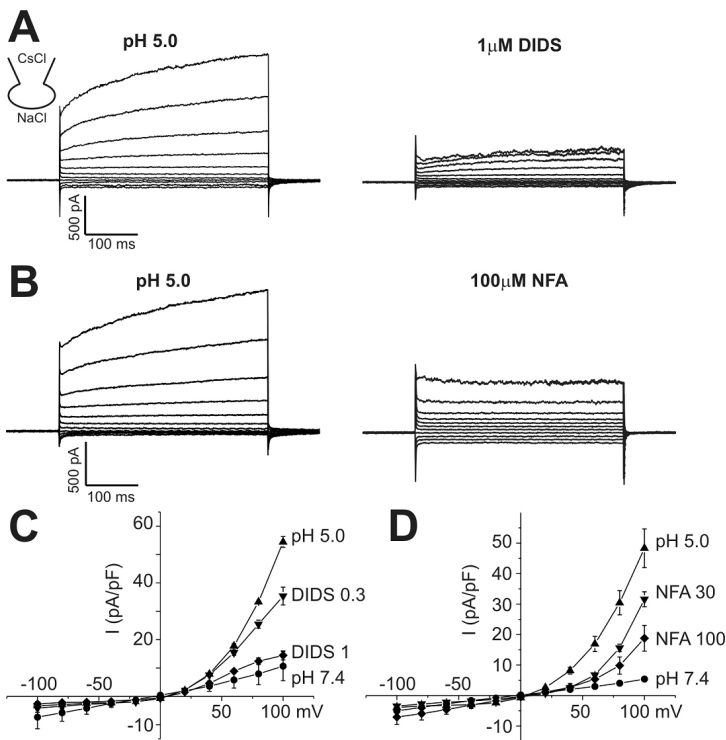 A
pH 5.0
1µM DIDS
CsCl
NaCl
500 pA
100 ms
B
pH 5.0
100µM NFA
500 pA
100 ms
C
I (pA/pF)
60
40
20
-10
-100
-50
50
100 mV
pH 5.0
DIDS 0.3
DIDS 1
pH 7.4
D
I (pA/pF)
50
40
30
20
10
-10
-100
-50
50
100 mV
pH 5.0
NFA 30
NFA 100
pH 7.4